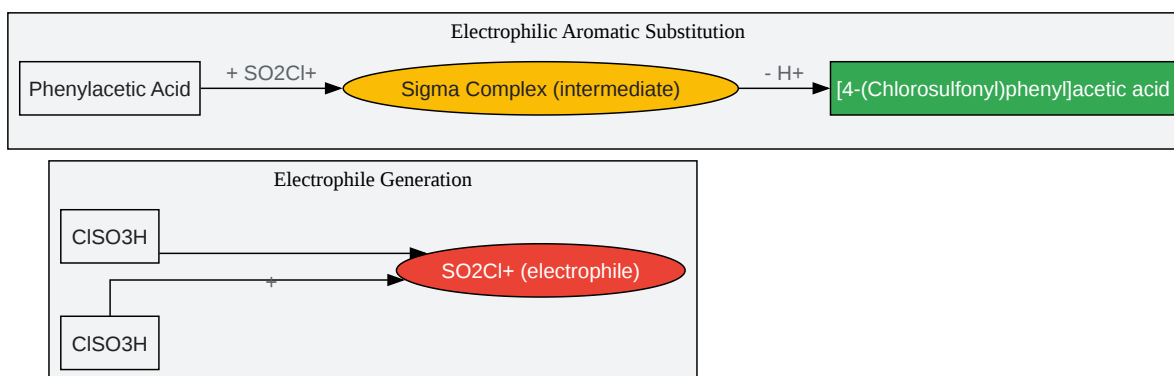 Electrophilic Aromatic Substitution
Phenylacetic Acid
+ SO2Cl+
Sigma Complex (intermediate)
- H+
[4-(Chlorosulfonyl)phenyl]acetic acid
Electrophile Generation
ClSO3H
SO2Cl+ (electrophile)
+
ClSO3H